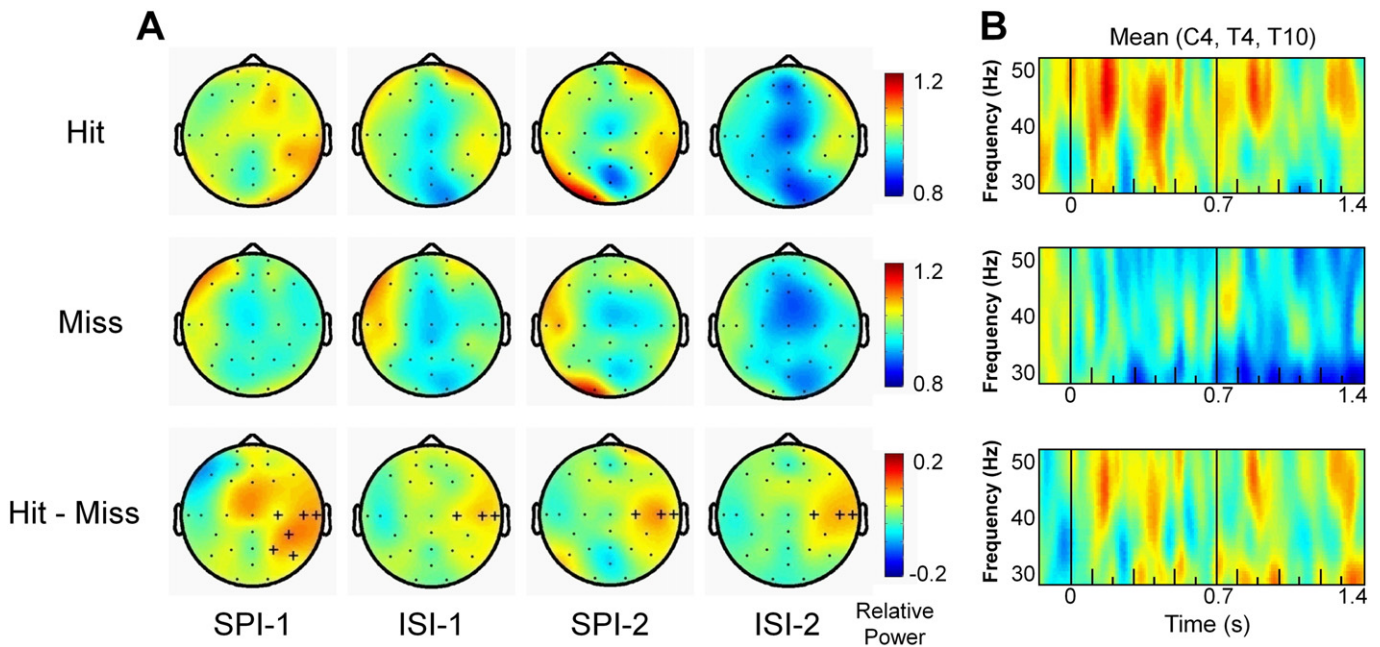 A
B
Mean (C4, T4, T10)
Hit
1.2
0.8
Frequency (Hz)
50
40
30
0
0.7
1.4
Miss
1.2
0.8
Frequency (Hz)
50
40
30
0
0.7
1.4
Hit - Miss
0.2
-0.2
Frequency (Hz)
50
40
30
0
0.7
1.4
SPI-1
ISI-1
SPI-2
ISI-2
Relative
Power
Time (s)